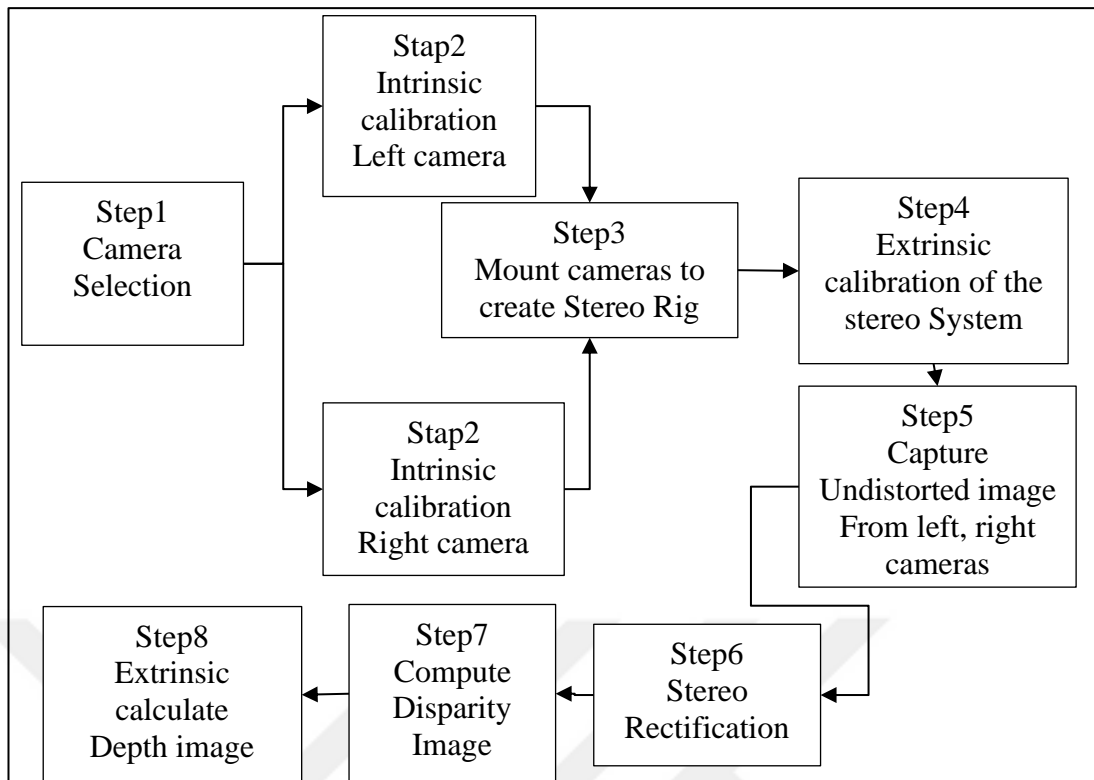 Step1
Camera
Selection
Stap2
Intrinsic
calibration
Left camera
Stap2
Intrinsic
calibration
Right camera
Step3
Mount cameras to
create Stereo Rig
Step4
Extrinsic
calibration of the
stereo System
Step5
Capture
Undistorted image
From left, right
cameras
Step6
Stereo
Rectification
Step7
Compute
Disparity
Image
Step8
Extrinsic
calculate
Depth image